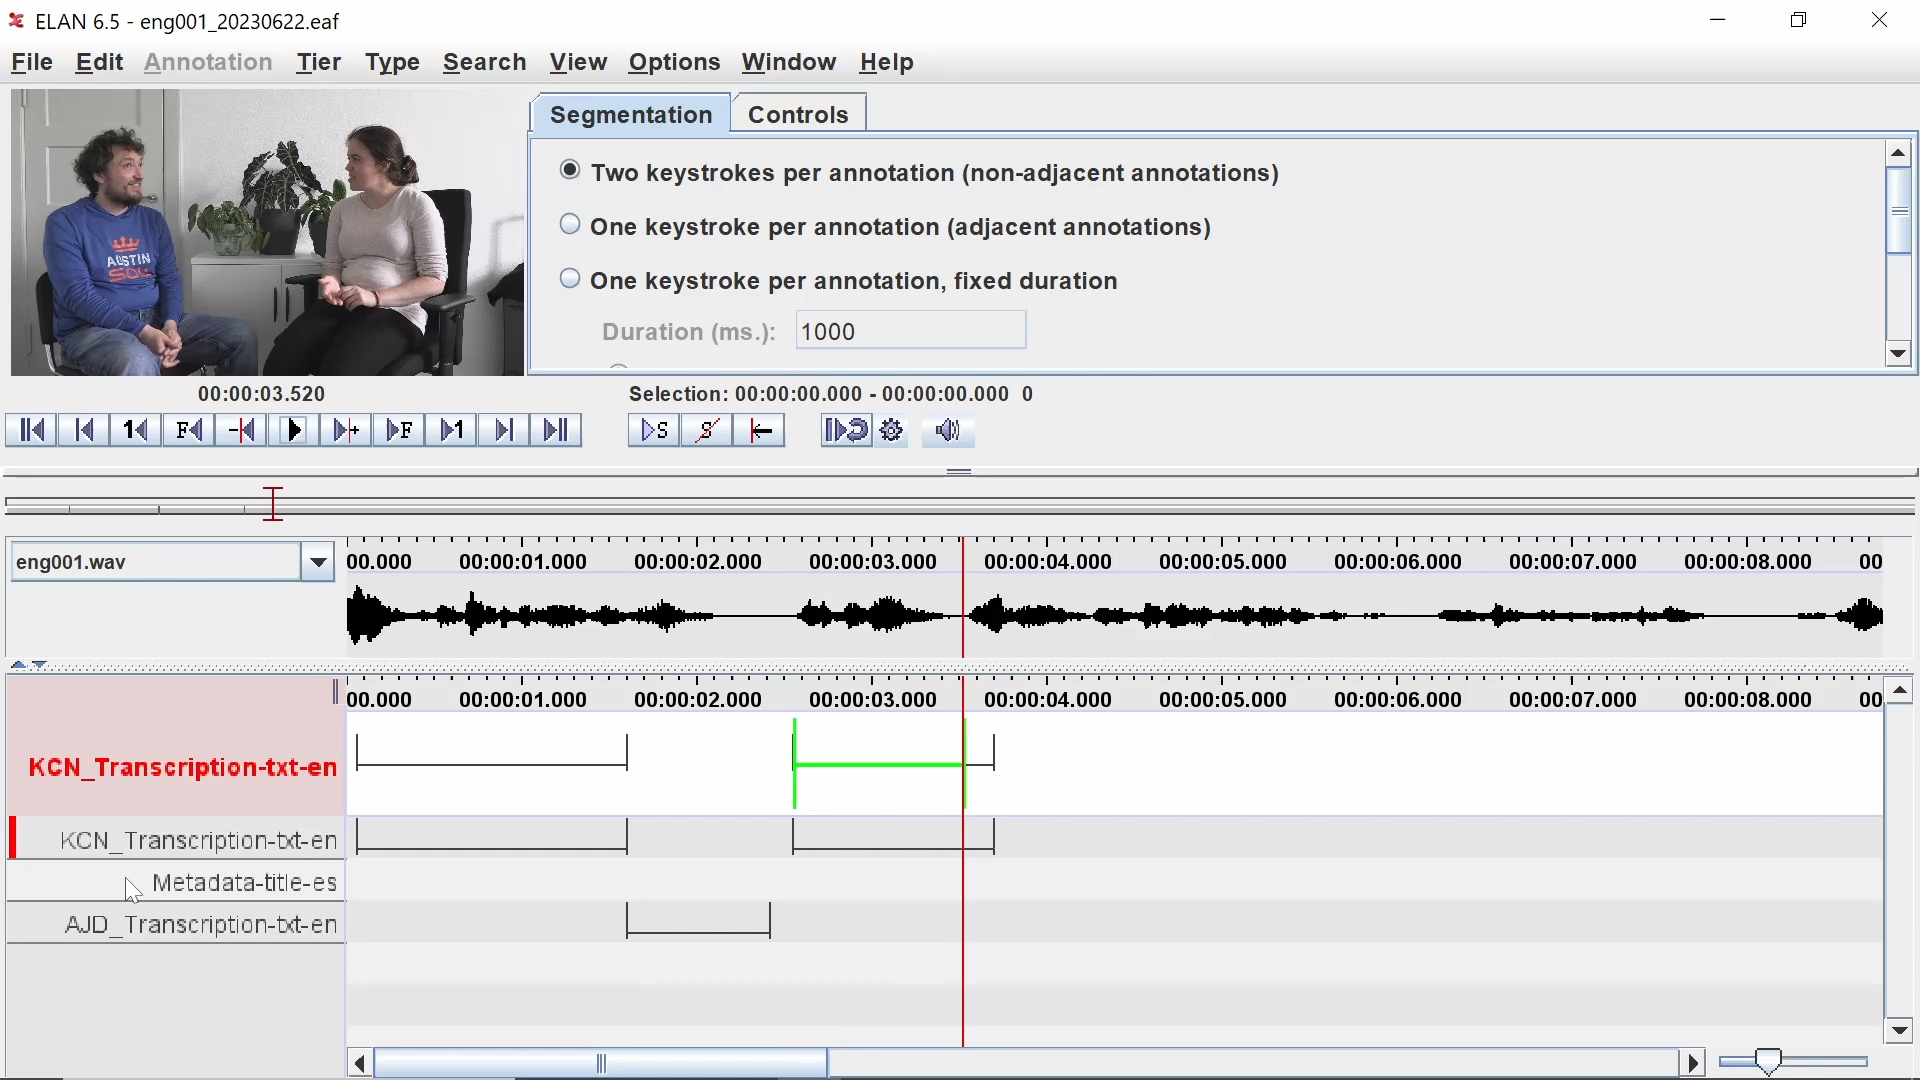 ELAN 6.5 - eng001_20230622.eaf
File Edit Annotation Tier Type Search View Options Window Help
AUSTIN
Segmentation Controls
Two keystrokes per annotation (non-adjacent annotations)
One keystroke per annotation (adjacent annotations)
One keystroke per annotation, fixed duration
Duration (ms.): 1000
00:00:03.520
Selection: 00:00:00.000 - 00:00:00.000 0
1 F F 1 S S
eng001.wav
00.000 00:00:01.000 00:00:02.000 00:00:03.000 00:00:04.000 00:00:05.000 00:00:06.000 00:00:07.000 00:00:08.000 00
00.000 00:00:01.000 00:00:02.000 00:00:03.000 00:00:04.000 00:00:05.000 00:00:06.000 00:00:07.000 00:00:08.000 00
KCN_Transcription-txt-en
KCN_Transcription-txt-en
Metadata-title-es
AJD_Transcription-txt-en